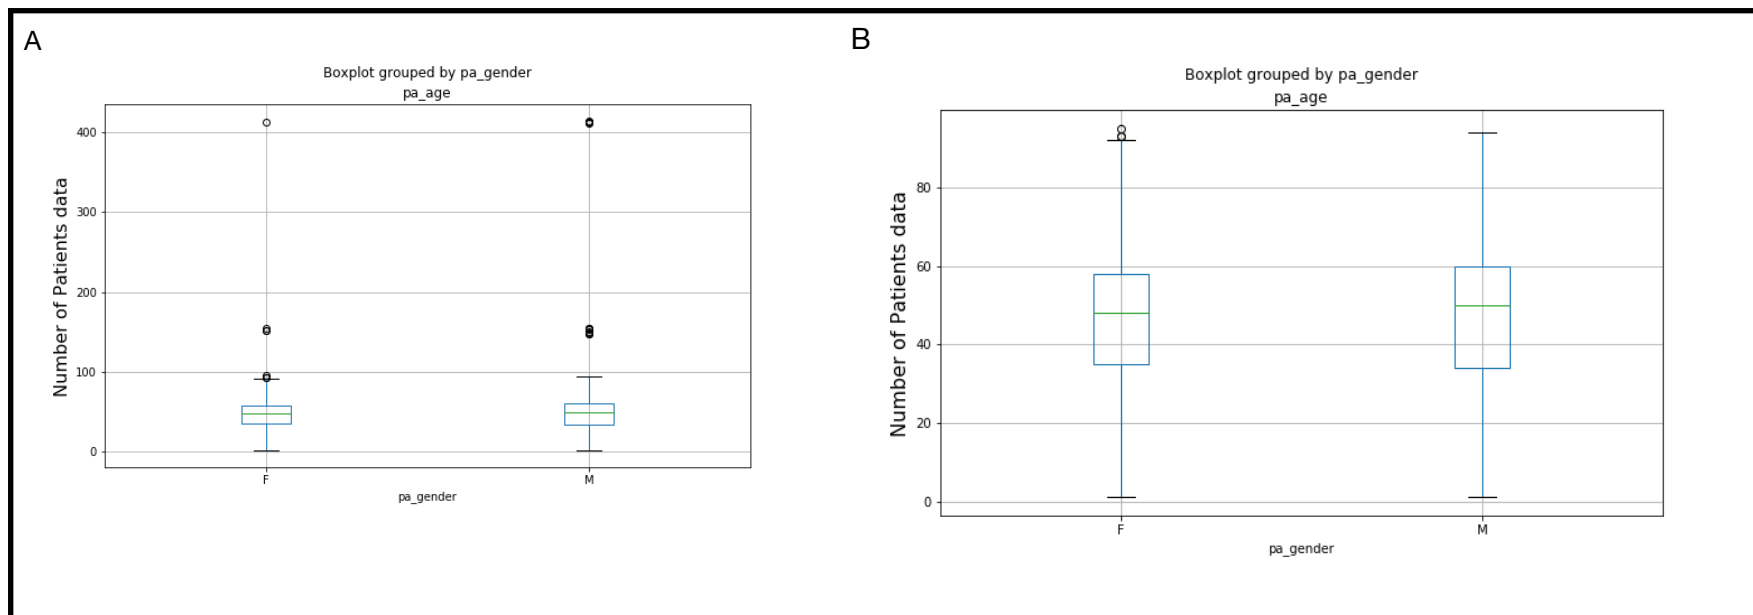 A
Boxplot grouped by pa_gender
pa_age
Number of Patients data
400
300
200
100
0
F
M
pa_gender
B
Boxplot grouped by pa_gender
pa_age
Number of Patients data
80
60
40
20
0
F
M
pa_gender